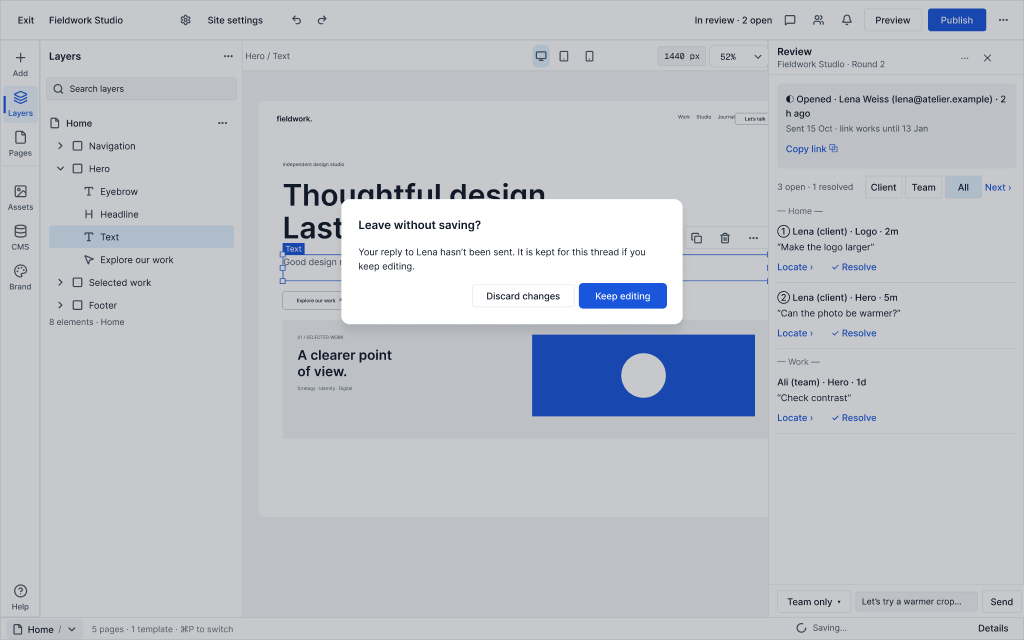 Exit Fieldwork Studio Site settings In review · 2 open Preview Publish
Add
Layers
Pages
Assets
CMS
Brand
Help
Layers
Search layers
Home
Navigation
Hero
Eyebrow
Headline
Text
Explore our work
Selected work
Footer
8 elements · Home
Hero / Text 1440 px 52%
fieldwork. Work Studio Journal Let's talk
Independent design studio
Thoughtful design
Last
Text
Good design
Explore our work
Leave without saving?
Your reply to Lena hasn't been sent. It is kept for this thread if you
keep editing.
Discard changes Keep editing
01 / SELECTED WORK
A clearer point
of view.
Strategy · Identity · Digital
Review
Fieldwork Studio · Round 2
Opened · Lena Weiss (lena@atelier.example) · 2
h ago
Sent 15 Oct · link works until 13 Jan
Copy link
3 open · 1 resolved Client Team All Next ›
— Home —
① Lena (client) · Logo · 2m
“Make the logo larger”
Locate › ✓ Resolve
② Lena (client) · Hero · 5m
“Can the photo be warmer?”
Locate › ✓ Resolve
— Work —
Ali (team) · Hero · 1d
“Check contrast”
Locate › ✓ Resolve
Team only Let's try a warmer crop... Send
Home / 5 pages · 1 template · ⌘P to switch Saving... Details